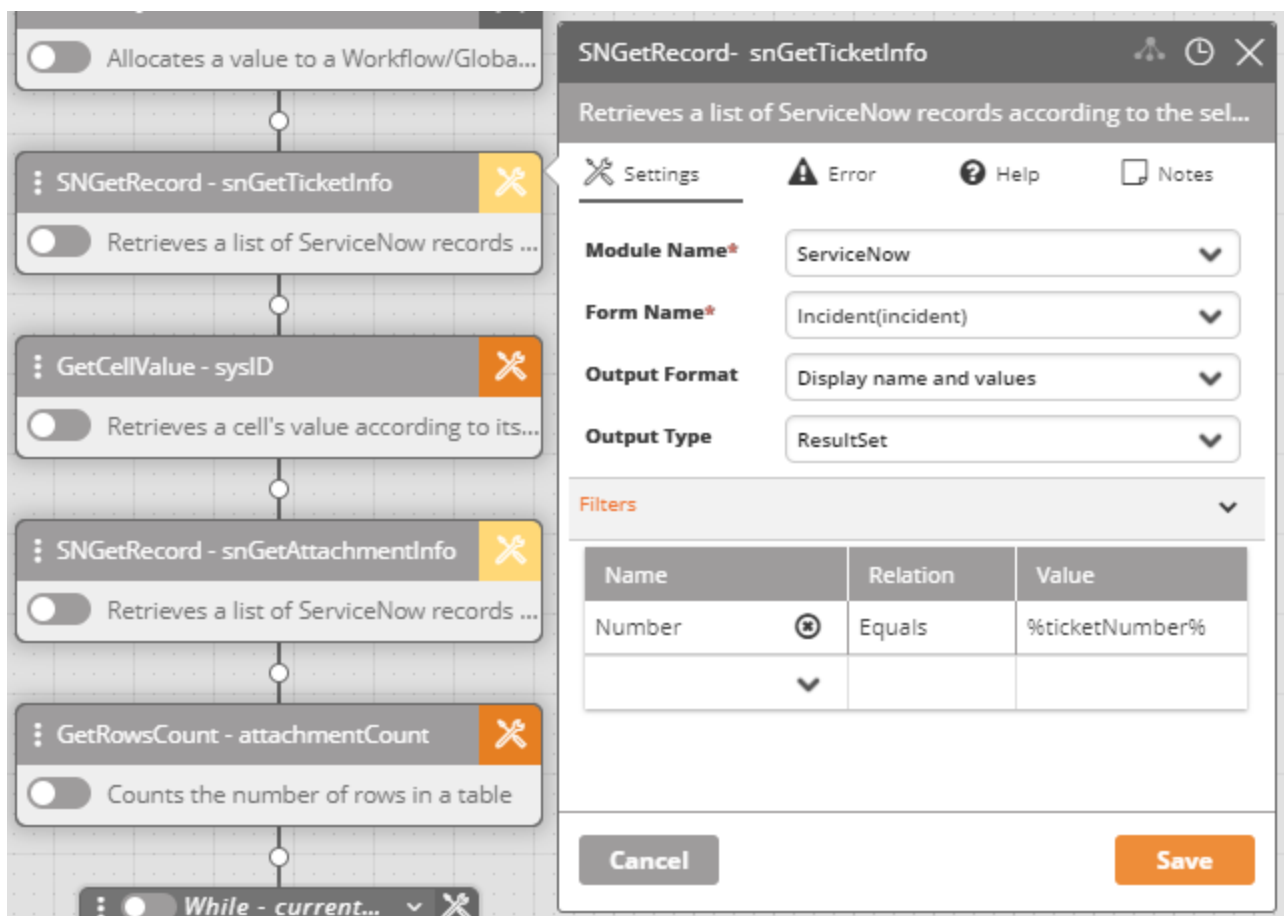 Allocates a value to a Workflow/Globa...
SNGetRecord - snGetTicketInfo
Retrieves a list of ServiceNow records ...
GetCellValue - sysID
Retrieves a cell's value according to its...
SNGetRecord - snGetAttachmentInfo
Retrieves a list of ServiceNow records ...
GetRowsCount - attachmentCount
Counts the number of rows in a table
While - current...
SNGetRecord- snGetTicketInfo
Retrieves a list of ServiceNow records according to the sel...
Settings Error Help Notes
Module Name* ServiceNow
Form Name* Incident(incident)
Output Format Display name and values
Output Type ResultSet
Filters
Name Relation Value
Number Equals %ticketNumber%
Cancel Save